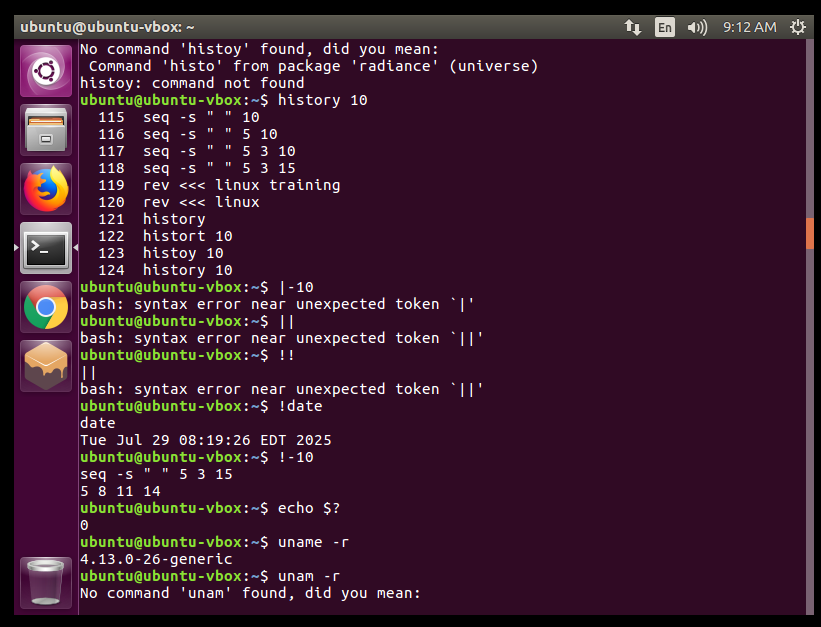 ubuntu@ubuntu-vbox: ~
En
9:12 AM
No command 'histoy' found, did you mean:
 Command 'histo' from package 'radiance' (universe)
histoy: command not found
ubuntu@ubuntu-vbox:~$ history 10
  115  seq -s " " 10
  116  seq -s " " 5 10
  117  seq -s " " 5 3 10
  118  seq -s " " 5 3 15
  119  rev <<< linux training
  120  rev <<< linux
  121  history
  122  histort 10
  123  histoy 10
  124  history 10
ubuntu@ubuntu-vbox:~$ |-10
bash: syntax error near unexpected token `|'
ubuntu@ubuntu-vbox:~$ ||
bash: syntax error near unexpected token `||'
ubuntu@ubuntu-vbox:~$ !!
||
bash: syntax error near unexpected token `||'
ubuntu@ubuntu-vbox:~$ !date
date
Tue Jul 29 08:19:26 EDT 2025
ubuntu@ubuntu-vbox:~$ !-10
seq -s " " 5 3 15
5 8 11 14
ubuntu@ubuntu-vbox:~$ echo $?
0
ubuntu@ubuntu-vbox:~$ uname -r
4.13.0-26-generic
ubuntu@ubuntu-vbox:~$ unam -r
No command 'unam' found, did you mean: